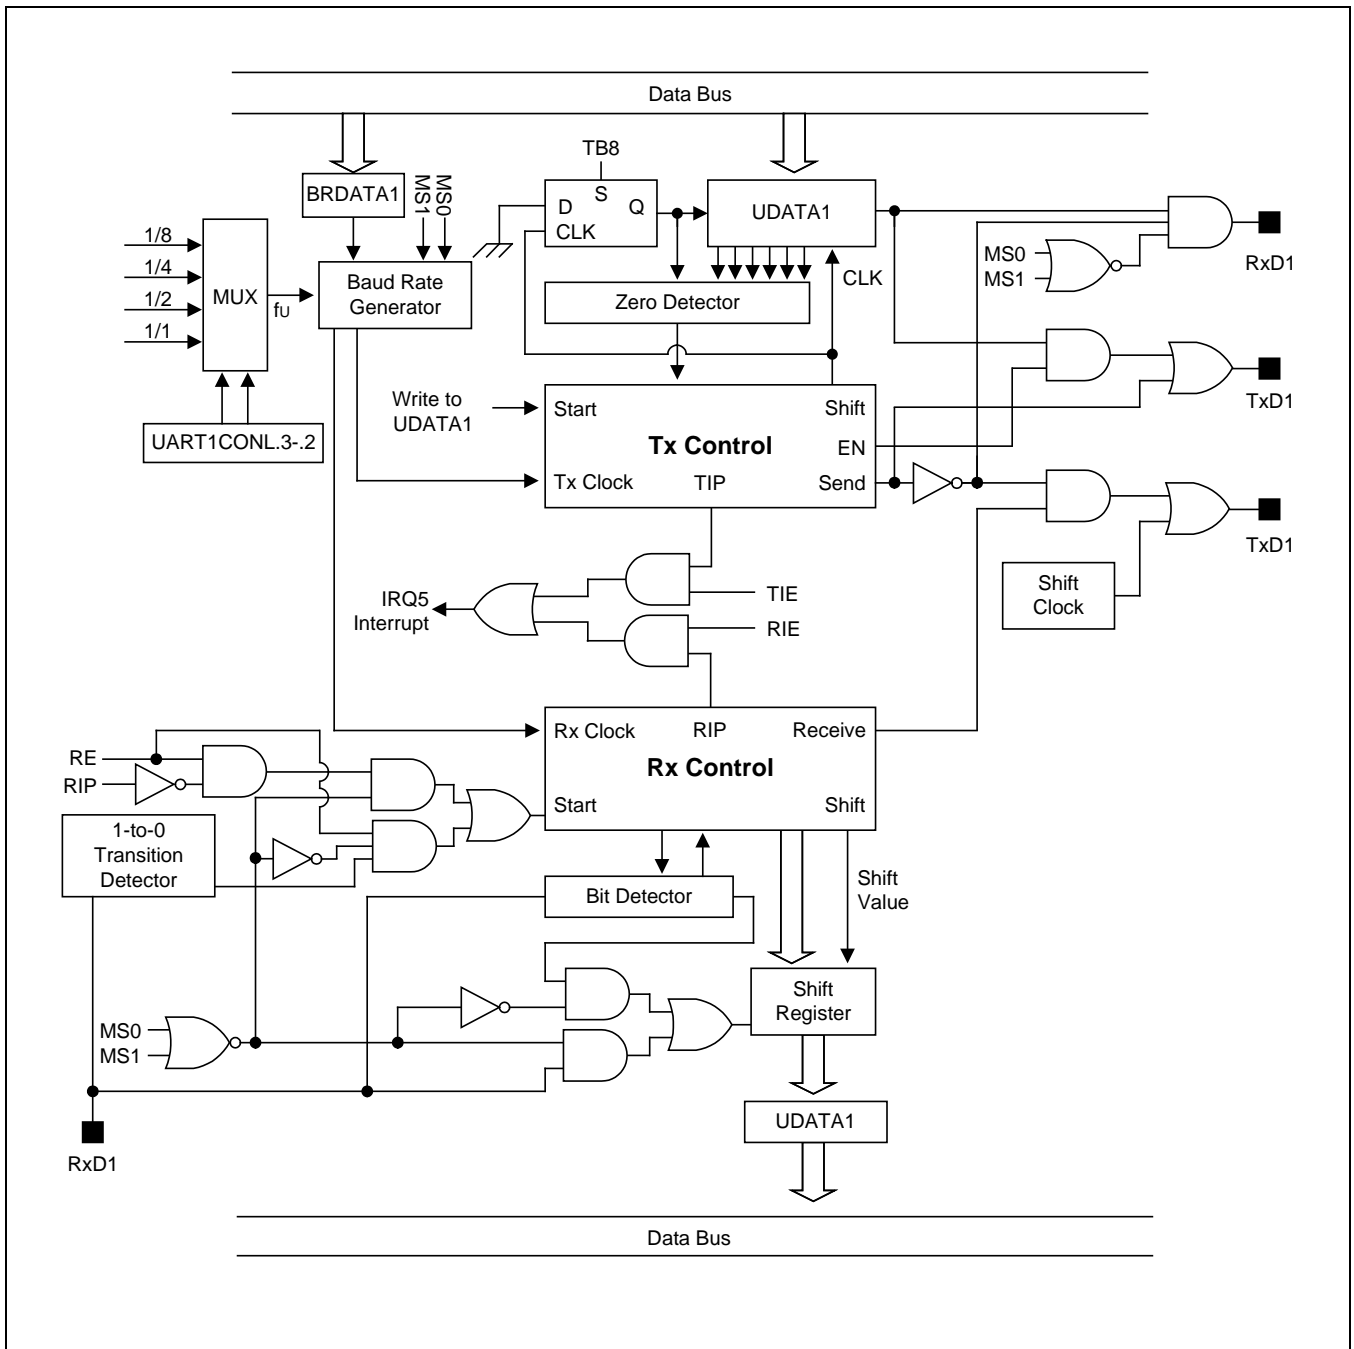 Data Bus
TB8
BRDATA1
MS1
MS0
D
S
Q
CLK
UDATA1
MS0
MS1
RxD1
1/8
1/4
1/2
1/1
MUX
fU
Baud Rate
Generator
Zero Detector
CLK
UART1CONL.3-.2
Write to
UDATA1
Start
Shift
Tx Control
EN
Tx Clock
TIP
Send
TxD1
TxD1
Shift
Clock
IRQ5
Interrupt
TIE
RIE
Rx Clock
RIP
Receive
Rx Control
Start
Shift
RE
RIP
1-to-0
Transition
Detector
Bit Detector
Shift
Value
MS0
MS1
Shift
Register
UDATA1
RxD1
Data Bus